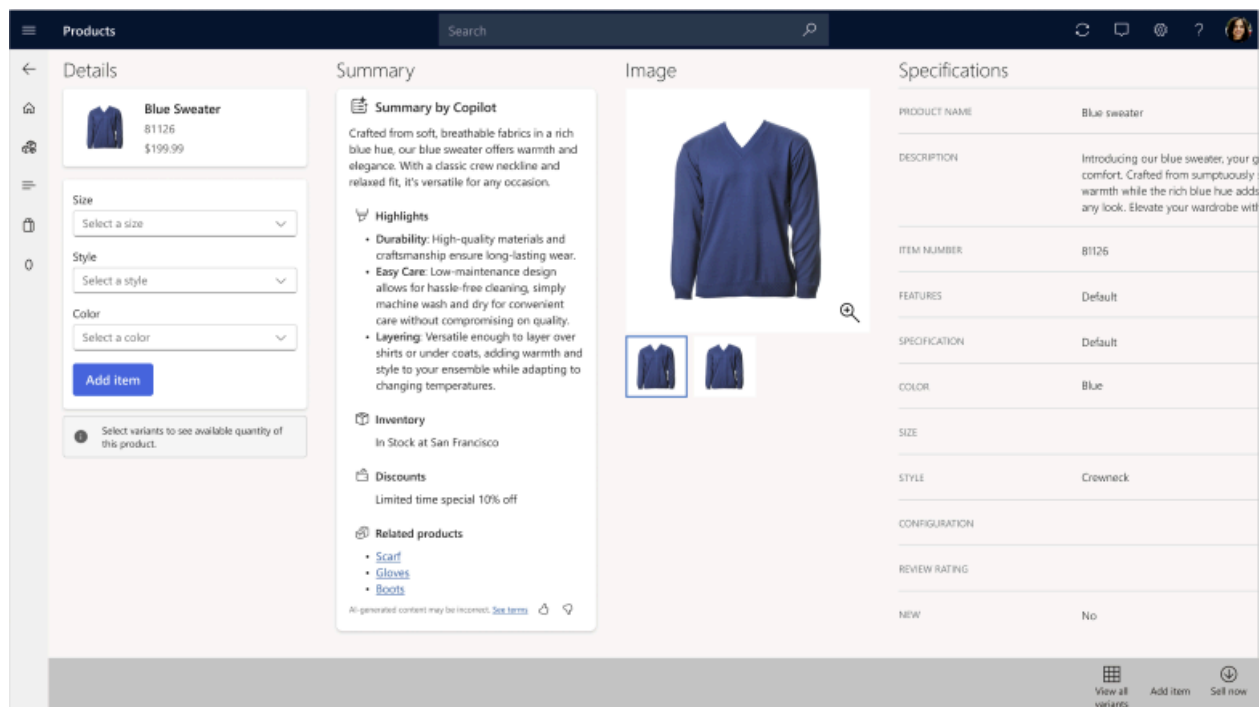 Products
Search
?
Details
Blue Sweater
81126
$199.99
Size
Select a size
Style
Select a style
Color
Select a color
Add item
Select variants to see available quantity of
this product.
Summary
Summary by Copilot
Crafted from soft, breathable fabrics in a rich
blue hue, our blue sweater offers warmth and
elegance. With a classic crew neckline and
relaxed fit, it's versatile for any occasion.
Highlights
• Durability: High-quality materials and
craftsmanship ensure long-lasting wear.
• Easy Care: Low-maintenance design
allows for hassle-free cleaning, simply
machine wash and dry for convenient
care without compromising on quality.
• Layering: Versatile enough to layer over
shirts or under coats, adding warmth and
style to your ensemble while adapting to
changing temperatures.
Inventory
In Stock at San Francisco
Discounts
Limited time special 10% off
Related products
• Scarf
• Gloves
• Boots
AI-generated content may be incorrect. See terms
Image
Specifications
PRODUCT NAME Blue sweater
DESCRIPTION Introducing our blue sweater, your g
comfort. Crafted from sumptuously
warmth while the rich blue hue adds
any look. Elevate your wardrobe with
ITEM NUMBER 81126
FEATURES Default
SPECIFICATION Default
COLOR Blue
SIZE
STYLE Crewneck
CONFIGURATION
REVIEW RATING
NEW No
View all
variants
Add item
Sell now